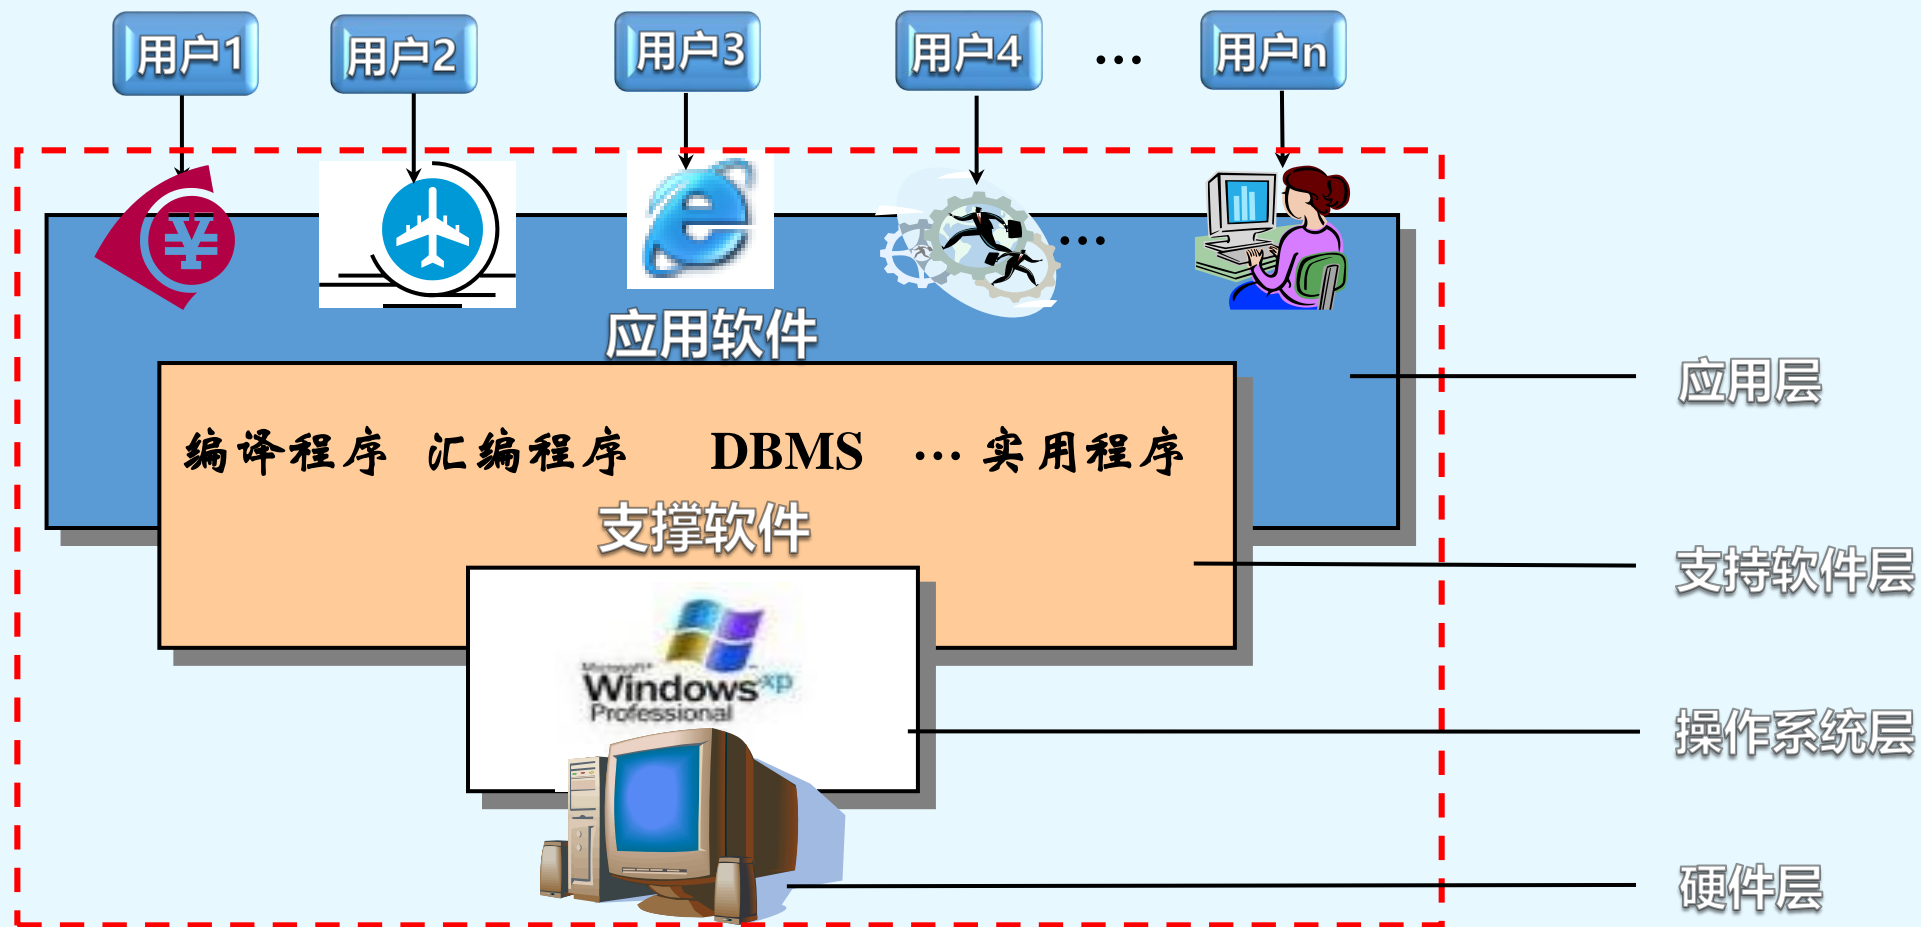 用户1 用户2 用户3 用户4 … 用户n
¥
…
应用软件
应用层
编译程序 汇编程序 DBMS … 实用程序
支撑软件
支持软件层
Microsoft
Windows xp
Professional
操作系统层
硬件层